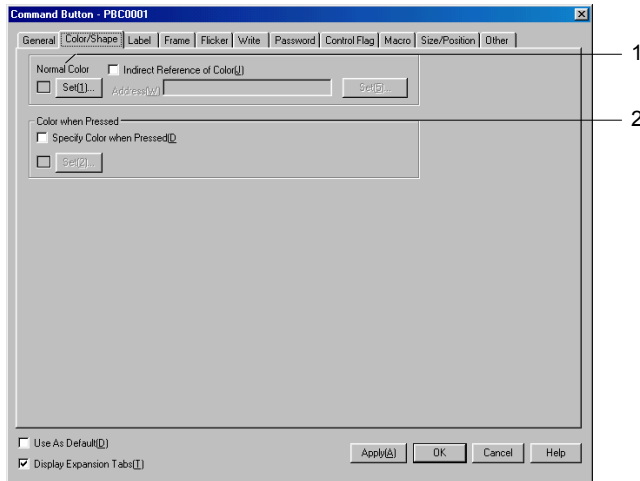 Command Button - PBC0001
General Color/Shape Label Frame Flicker Write Password Control Flag Macro Size/Position Other
1
Normal Color Indirect Reference of Color(J)
Set(1)... Address(W) Set(5)...
2
Color when Pressed
Specify Color when Pressed(D
Set(2)...
Use As Default(D)
Display Expansion Tabs(T)
Apply(A) OK Cancel Help